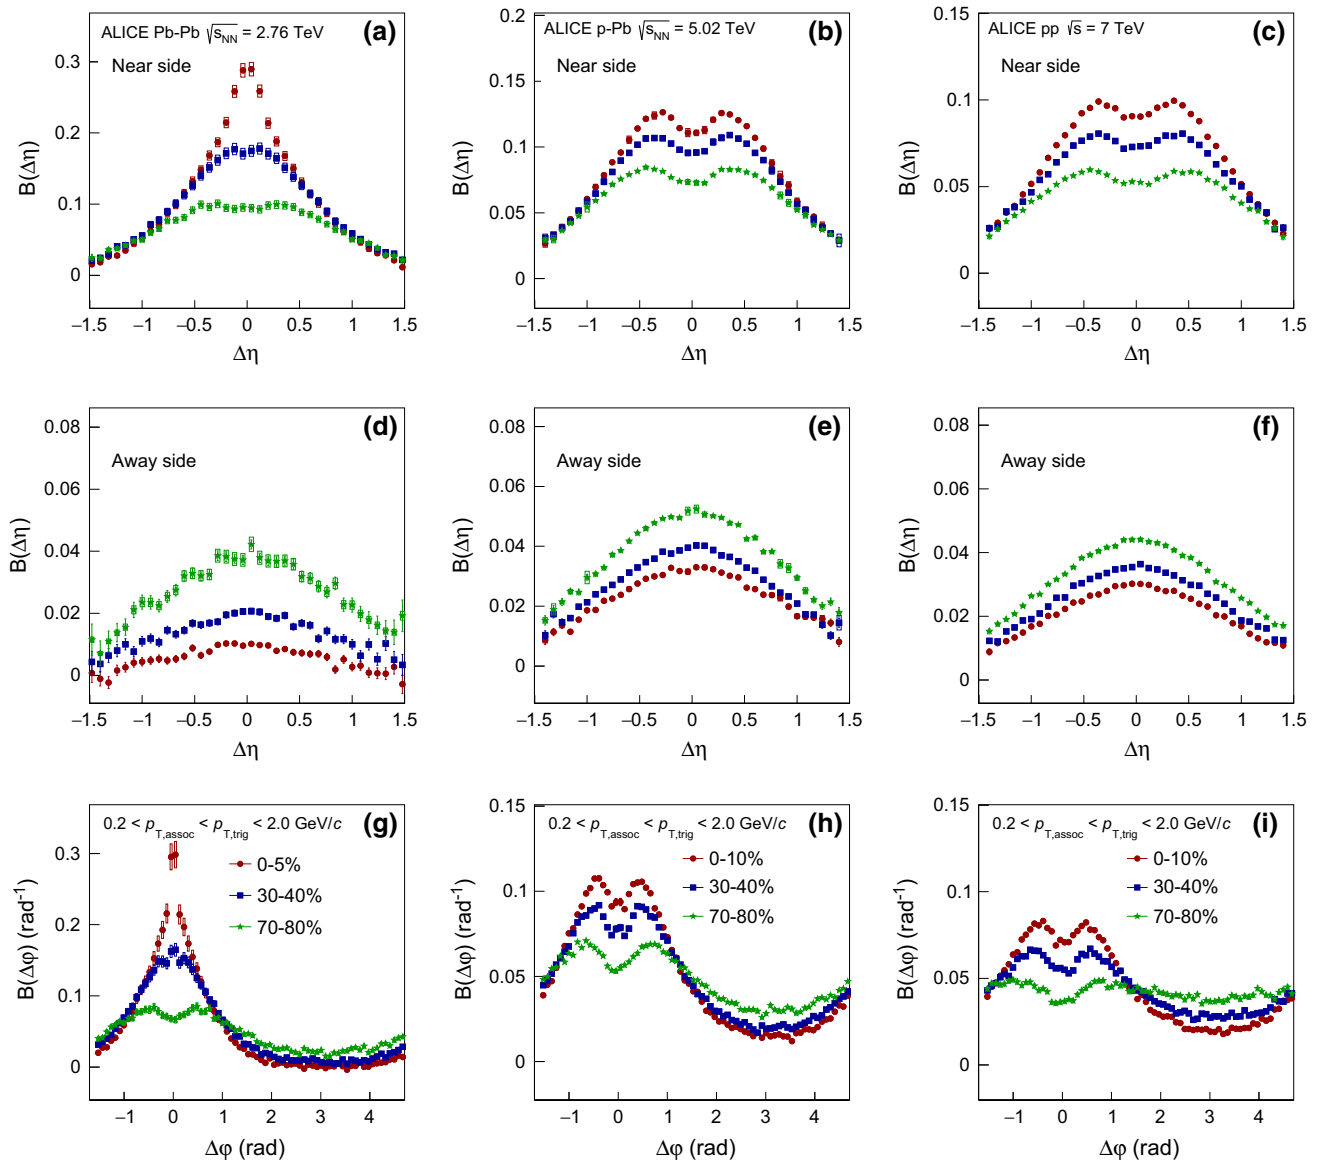 ALICE Pb-Pb √s_NN = 2.76 TeV (a)
Near side
B(Δη)
0.3
0.2
0.1
0
−1.5 −1 −0.5 0 0.5 1 1.5
Δη
0.2 ALICE p-Pb √s_NN = 5.02 TeV (b)
Near side
B(Δη)
0.15
0.1
0.05
0
−1.5 −1 −0.5 0 0.5 1 1.5
Δη
ALICE pp √s = 7 TeV (c)
Near side
B(Δη)
0.15
0.1
0.05
0
−1.5 −1 −0.5 0 0.5 1 1.5
Δη
(d)
Away side
B(Δη)
0.08
0.06
0.04
0.02
0
−1.5 −1 −0.5 0 0.5 1 1.5
Δη
(e)
Away side
B(Δη)
0.08
0.06
0.04
0.02
0
−1.5 −1 −0.5 0 0.5 1 1.5
Δη
(f)
Away side
B(Δη)
0.08
0.06
0.04
0.02
0
−1.5 −1 −0.5 0 0.5 1 1.5
Δη
0.2 < p_T,assoc < p_T,trig < 2.0 GeV/c (g)
0-5%
30-40%
70-80%
B(Δφ) (rad⁻¹)
0.3
0.2
0.1
0
−1 0 1 2 3 4
Δφ (rad)
0.2 < p_T,assoc < p_T,trig < 2.0 GeV/c (h)
0-10%
30-40%
70-80%
B(Δφ) (rad⁻¹)
0.15
0.1
0.05
0
−1 0 1 2 3 4
Δφ (rad)
0.2 < p_T,assoc < p_T,trig < 2.0 GeV/c (i)
0-10%
30-40%
70-80%
B(Δφ) (rad⁻¹)
0.15
0.1
0.05
0
−1 0 1 2 3 4
Δφ (rad)